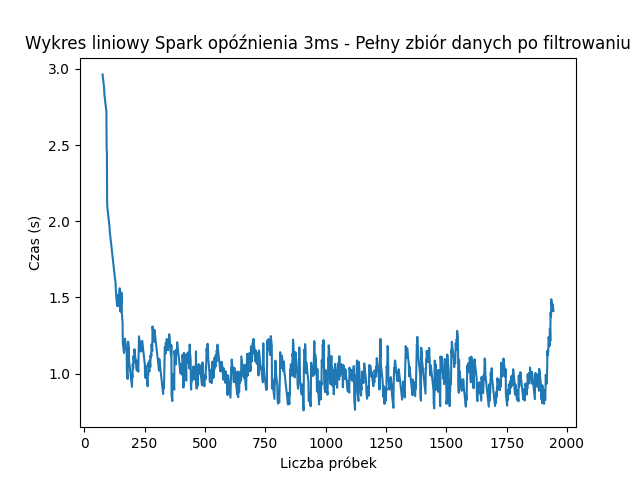 Wykres liniowy Spark opóźnienia 3ms - Pełny zbiór danych po filtrowaniu
3.0
2.5
2.0
1.5
1.0
Czas (s)
0 250 500 750 1000 1250 1500 1750 2000
Liczba próbek